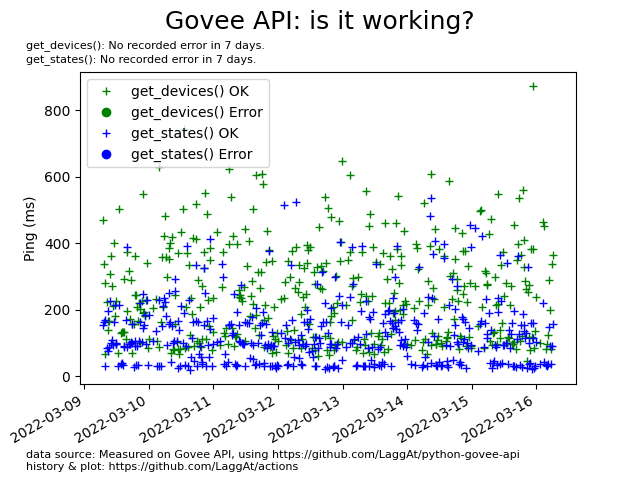 Govee API: is it working?
get_devices(): No recorded error in 7 days.
get_states(): No recorded error in 7 days.
get_devices() OK
get_devices() Error
get_states() OK
get_states() Error
Ping (ms)
800
600
400
200
0
2022-03-09
2022-03-10
2022-03-11
2022-03-12
2022-03-13
2022-03-14
2022-03-15
2022-03-16
data source: Measured on Govee API, using https://github.com/LaggAt/python-govee-api
history & plot: https://github.com/LaggAt/actions